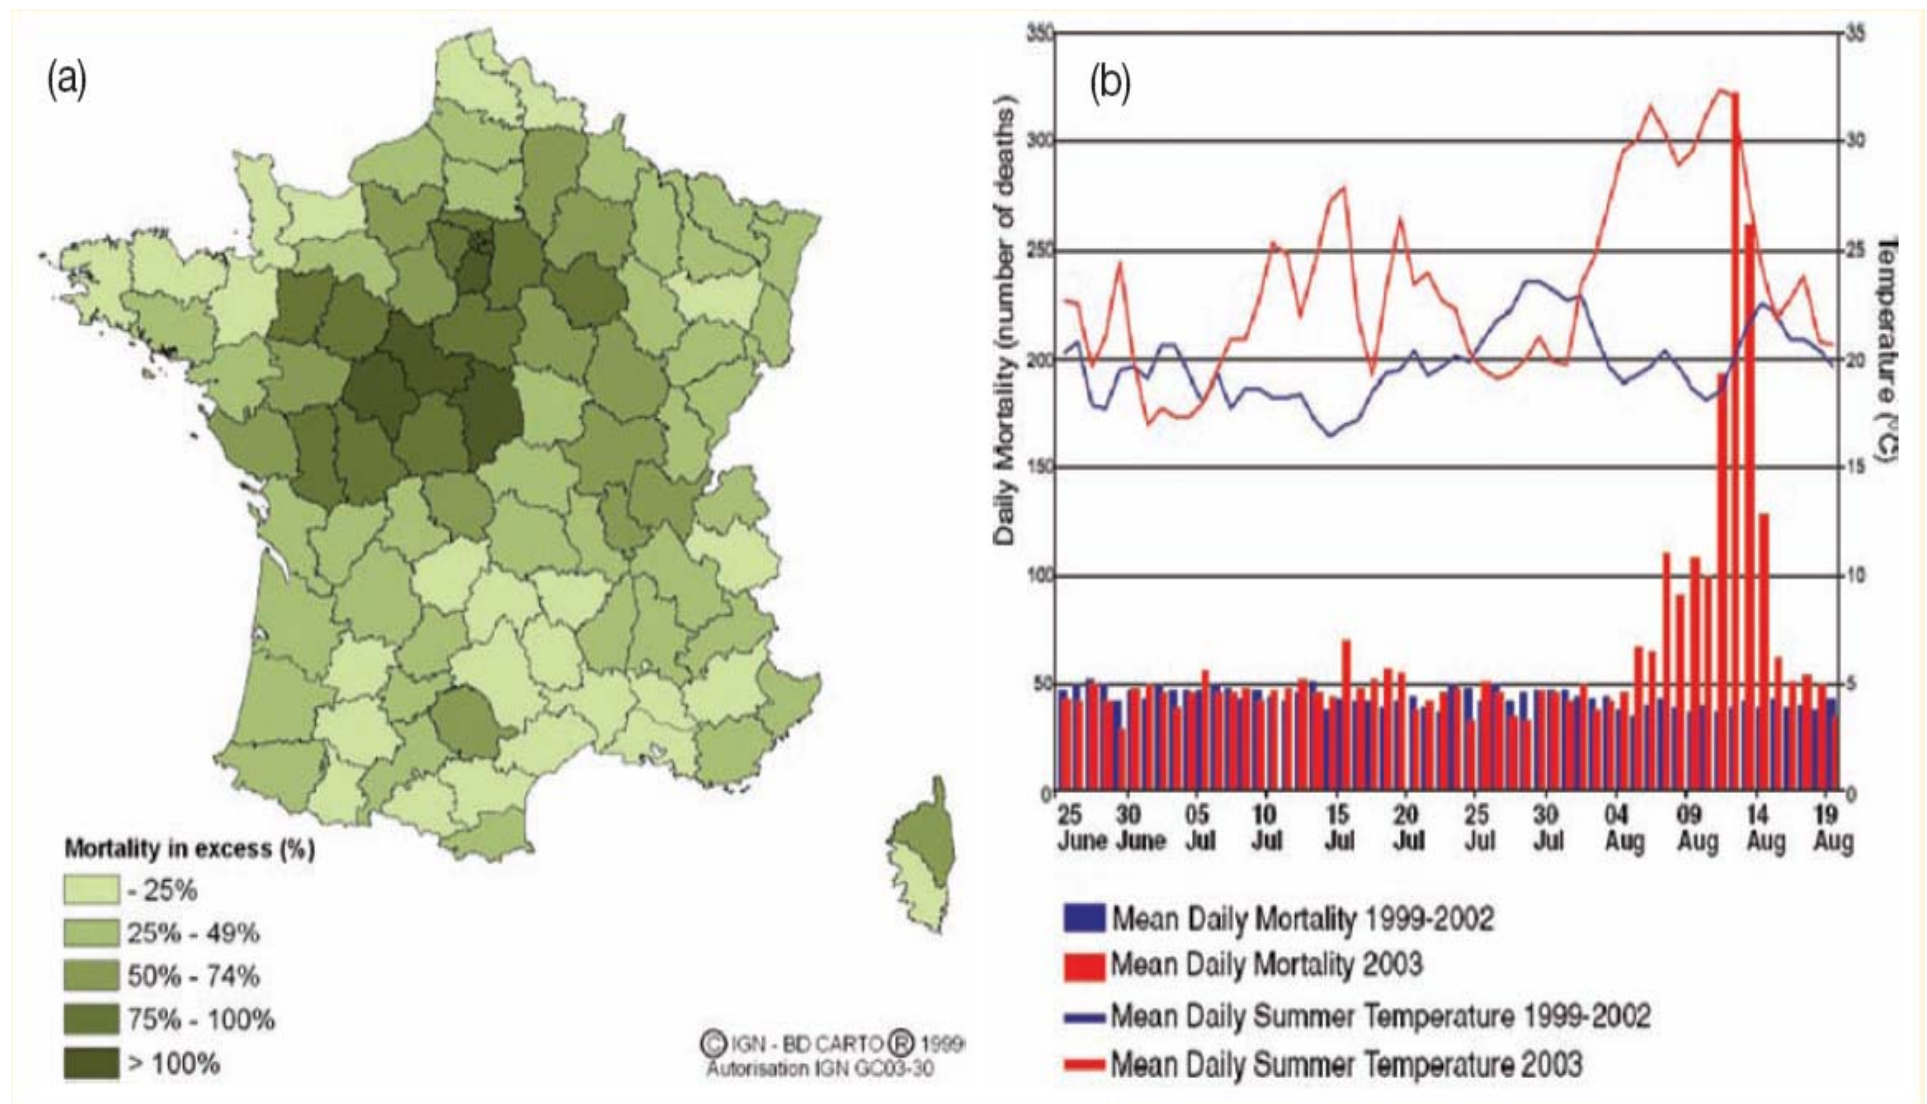 (a)
Mortality in excess (%)
- 25%
25% - 49%
50% - 74%
75% - 100%
> 100%
© IGN - BD CARTO ® 1999
Autorisation IGN GC03-30
(b)
Daily Mortality (number of deaths)
350
300
250
200
150
100
50
0
35
30
25
20
15
10
5
0
Temperature (°C)
25 30 05 10 15 20 25 30 04 09 14 19
June June Jul Jul Jul Jul Jul Jul Aug Aug Aug Aug
Mean Daily Mortality 1999-2002
Mean Daily Mortality 2003
Mean Daily Summer Temperature 1999-2002
Mean Daily Summer Temperature 2003